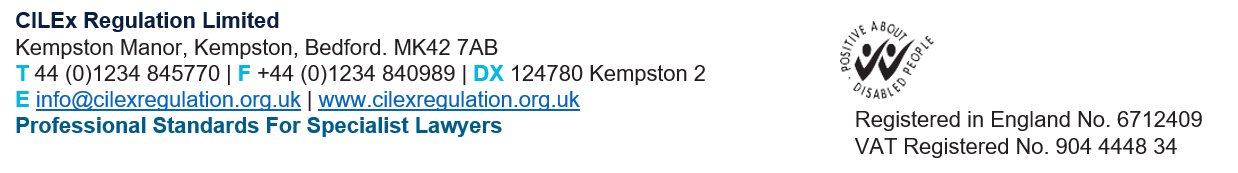 CILEx Regulation Limited
Kempston Manor, Kempston, Bedford. MK42 7AB
T 44 (0)1234 845770 | F +44 (0)1234 840989 | DX 124780 Kempston 2
E info@cilexregulation.org.uk | www.cilexregulation.org.uk
Professional Standards For Specialist Lawyers
POSITIVE ABOUT DISABLED PEOPLE
Registered in England No. 6712409
VAT Registered No. 904 4448 34